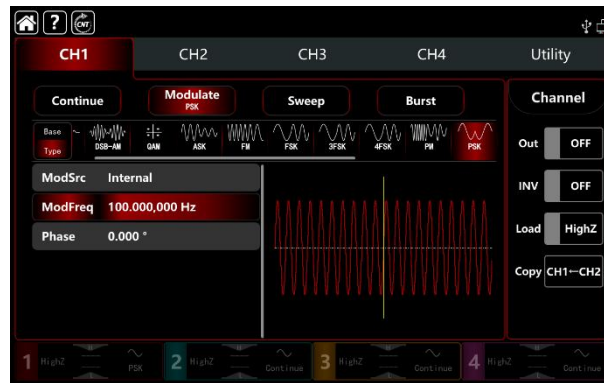 ? CNT
CH1 CH2 CH3 CH4 Utility
Continue Modulate PSK Sweep Burst Channel
Base Type DSB-AM QAM ASK FM FSK 3FSK 4FSK PM PSK
Out OFF
ModSrc Internal
INV OFF
ModFreq 100.000,000 Hz
Load HighZ
Phase 0.000 °
Copy CH1←CH2
1 HighZ PSK 2 HighZ Continue 3 HighZ Continue 4 HighZ Continue